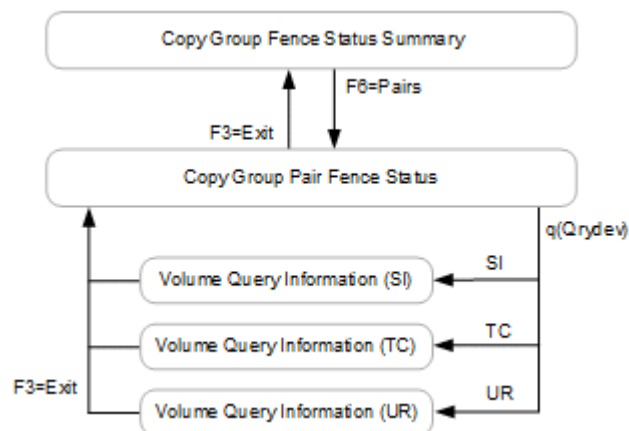 Copy Group Fence Status Summary
F6=Pairs
F3=Exit
Copy Group Pair Fence Status
q(Qrydev)
SI
Volume Query Information (SI)
TC
Volume Query Information (TC)
UR
F3=Exit
Volume Query Information (UR)